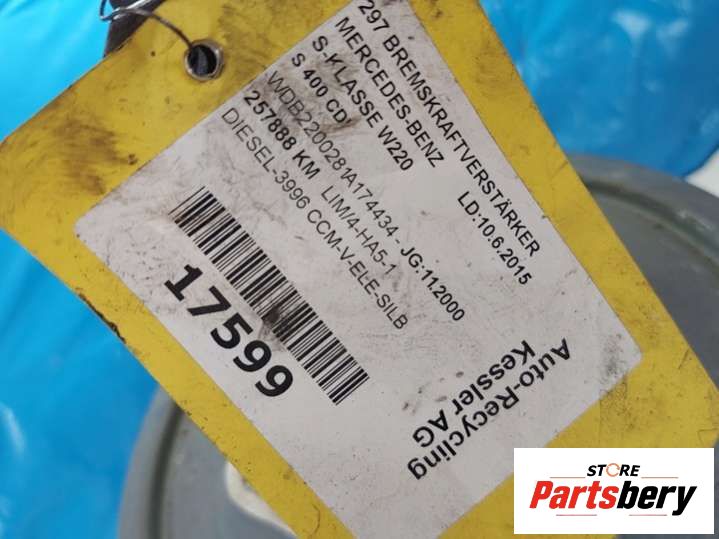 297 BREMSKRAFTVERSTÄRKER
MERCEDES-BENZ LD:10.6.2015
S-KLASSE W220
S 400 CDI
WDB2200281A174434 - JG:11.2000
257888 KM LIM/4-HA5-1
DIESEL-3996 CCM-V-ELE-SILB
17599
Auto-Recycling
Kessler AG
STORE
Partsbery